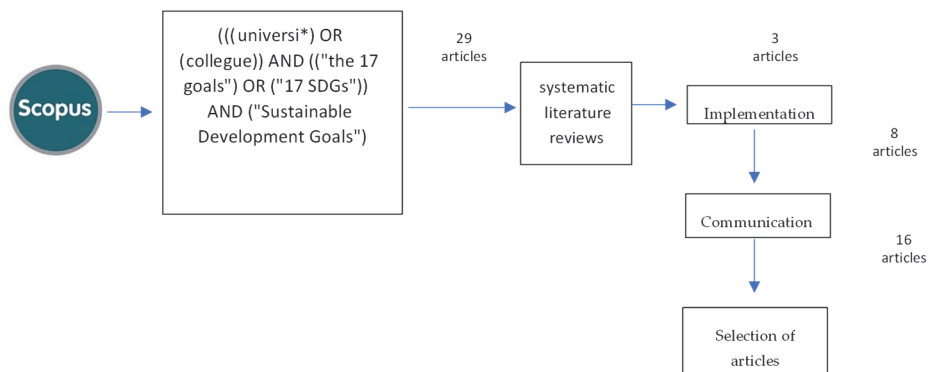 Scopus
((( universi*) OR
(collegue)) AND (("the 17
goals") OR ("17 SDGs"))
AND ("Sustainable
Development Goals")
29
articles
systematic
literature
reviews
3
articles
Implementation
8
articles
Communication
16
articles
Selection of
articles